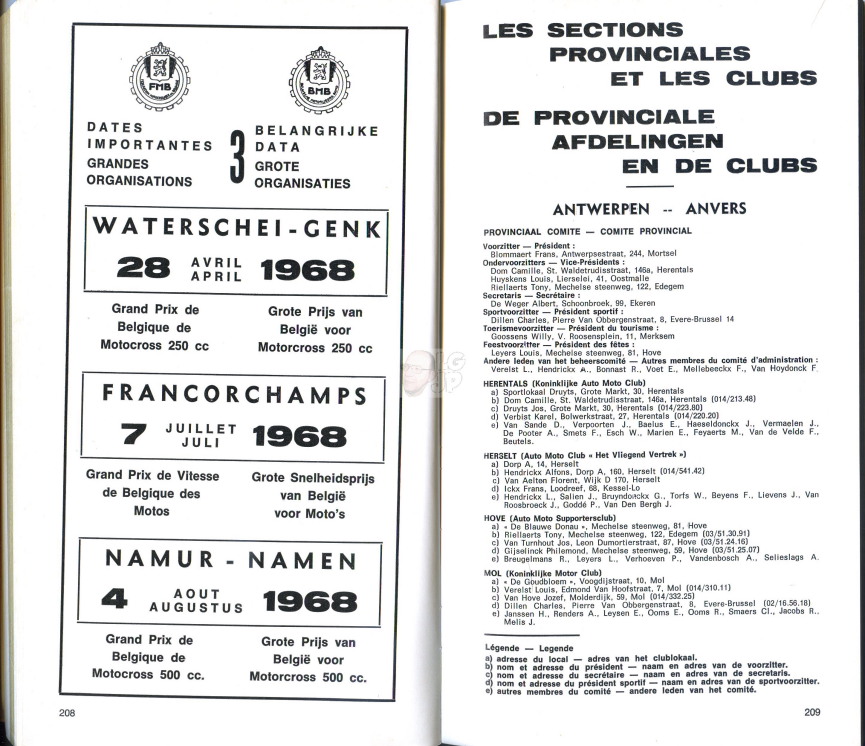 FMB
BMB
DATES
IMPORTANTES
GRANDES
ORGANISATIONS
3
BELANGRIJKE
DATA
GROTE
ORGANISATIES
WATERSCHEI-GENK
28 AVRIL APRIL 1968
Grand Prix de
Belgique de
Motocross 250 cc
Grote Prijs van
België voor
Motorcross 250 cc
FRANCORCHAMPS
7 JUILLET JULI 1968
Grand Prix de Vitesse
de Belgique des
Motos
Grote Snelheidsprijs
van België
voor Moto's
NAMUR - NAMEN
4 AOUT AUGUSTUS 1968
Grand Prix de
Belgique de
Motocross 500 cc.
Grote Prijs van
België voor
Motorcross 500 cc.
208
LES SECTIONS
PROVINCIALES
ET LES CLUBS
DE PROVINCIALE
AFDELINGEN
EN DE CLUBS
ANTWERPEN -- ANVERS
PROVINCIAAL COMITE — COMITE PROVINCIAL
Voorzitter — Président :
Blommaert Frans, Antwerpsestraat, 244, Mortsel
Ondervoorzitters — Vice-Présidents :
Dom Camille, St. Waldetrudisstraat, 146a, Herentals
Huyskens Louis, Lierselei, 41, Oostmalle
Riellaerts Tony, Mechelse steenweg, 122, Edegem
Secretaris — Secrétaire :
De Weger Albert, Schoonbroek, 99, Ekeren
Sportvoorzitter — Président sportif :
Dillen Charles, Pierre Van Obbergenstraat, 8, Evere-Brussel 14
Toerismevoorzitter — Président du tourisme :
Goossens Willy, V. Roosensplein, 11, Merksem
Feestvoorzitter — Président des fêtes :
Leyers Louis, Mechelse steenweg, 81, Hove
Andere leden van het beheerscomité — Autres membres du comité d'administration :
Verelst L., Hendrickx A., Bonnast R., Voet E., Mellebeeckx F., Van Hoydonck F.
HERENTALS (Koninklijke Auto Moto Club)
a) Sportlokaal Druyts, Grote Markt, 30, Herentals
b) Dom Camille, St. Waldetrudisstraat, 146a, Herentals (014/213.48)
c) Druyts Jos, Grote Markt, 30, Herentals (014/223.80)
d) Verbist Karel, Bolwerkstraat, 27, Herentals (014/220.20)
e) Van Sande D., Verpoorten J., Baelus E., Haeseldonckx J., Vermaelen J.,
De Pooter A., Smets F., Esch W., Marien E., Feyaerts M., Van de Velde F.,
Beutels.
HERSELT (Auto Moto Club « Het Vliegend Vertrek »)
a) Dorp A, 14, Herselt
b) Hendrickx Alfons, Dorp A, 160, Herselt (014/541.42)
c) Van Aelten Florent, Wijk D 170, Herselt
d) Ickx Frans, Loodreef, 68, Kessel-Lo
e) Hendrickx L., Salien J., Bruyndonckx G., Torfs W., Beyens F., Lievens J., Van
Roosbroeck J., Goddé P., Van Den Bergh J.
HOVE (Auto Moto Supportersclub)
a) « De Blauwe Donau », Mechelse steenweg, 81, Hove
b) Riellaerts Tony, Mechelse steenweg, 122, Edegem (03/51.30.91)
c) Van Turnhout Jos, Leon Dumortierstraat, 87, Hove (03/51.24.16)
d) Gijselinck Philemond, Mechelse steenweg, 59, Hove (03/51.25.07)
e) Breugelmans R., Leyers L., Verhoeven P., Vandenbosch A., Selieslags A.
MOL (Koninklijke Motor Club)
a) « De Goudbloem », Voogdijstraat, 10, Mol
b) Verelst Louis, Edmond Van Hoofstraat, 7, Mol (014/310.11)
c) Van Hove Jozef, Molderdijk, 59, Mol (014/332.25)
d) Dillen Charles, Pierre Van Obbergenstraat, 8, Evere-Brussel (02/16.56.18)
e) Janssen H., Renders A., Leysen E., Ooms E., Ooms R., Smaers Cl., Jacobs R.,
Melis J.
Légende — Legende
a) adresse du local — adres van het clublokaal.
b) nom et adresse du président — naam en adres van de voorzitter.
c) nom et adresse du secrétaire — naam en adres van de secretaris.
d) nom et adresse du président sportif — naam en adres van de sportvoorzitter.
e) autres membres du comité — andere leden van het comité.
209